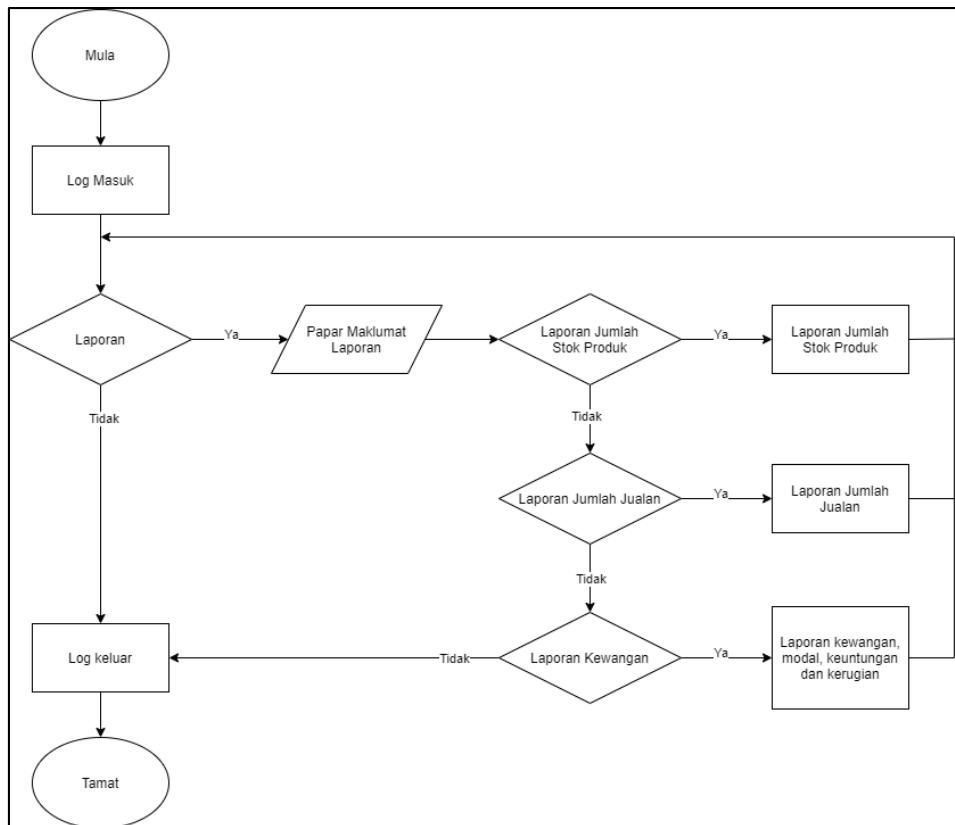 Mula
Log Masuk
Laporan
Ya
Papar Maklumat
Laporan
Laporan Jumlah
Stok Produk
Ya
Laporan Jumlah
Stok Produk
Tidak
Tidak
Laporan Jumlah Jualan
Ya
Laporan Jumlah
Jualan
Tidak
Log keluar
Tidak
Laporan Kewangan
Ya
Laporan kewangan,
modal, keuntungan
dan kerugian
Tamat